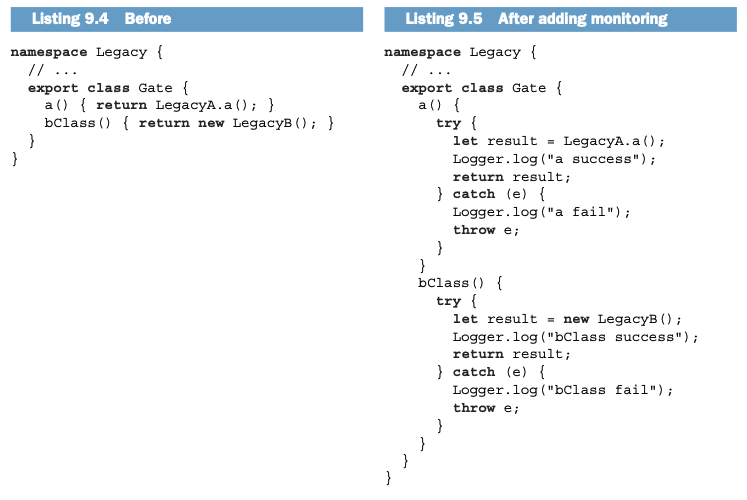 Listing 9.4 Before
namespace Legacy {
  // ...
  export class Gate {
    a() { return LegacyA.a(); }
    bClass() { return new LegacyB(); }
  }
}
Listing 9.5 After adding monitoring
namespace Legacy {
  // ...
  export class Gate {
    a() {
      try {
        let result = LegacyA.a();
        Logger.log("a success");
        return result;
      } catch (e) {
        Logger.log("a fail");
        throw e;
      }
    }
    bClass() {
      try {
        let result = new LegacyB();
        Logger.log("bClass success");
        return result;
      } catch (e) {
        Logger.log("bClass fail");
        throw e;
      }
    }
  }
}